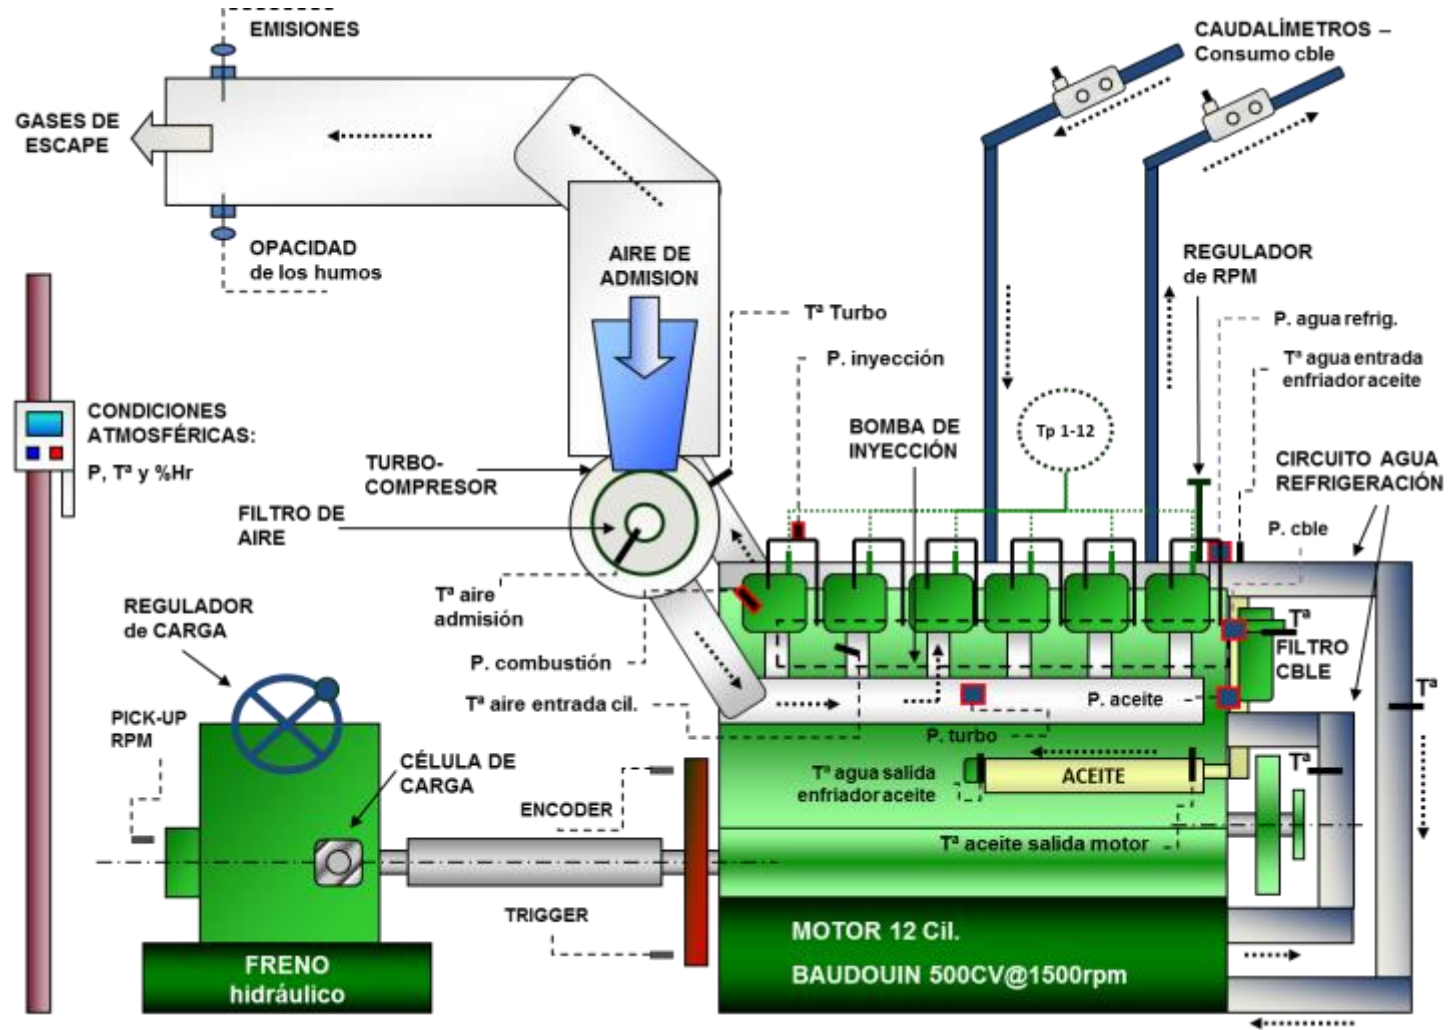 EMISIONES
CAUDALÍMETROS –
Consumo cble
GASES DE
ESCAPE
OPACIDAD
de los humos
AIRE DE
ADMISION
REGULADOR
de RPM
Tª Turbo
P. agua refrig.
P. inyección
Tª agua entrada
enfriador aceite
CONDICIONES
ATMOSFÉRICAS:
P, Tª y %Hr
BOMBA DE
INYECCIÓN
Tp 1-12
TURBO-
COMPRESOR
CIRCUITO AGUA
REFRIGERACIÓN
FILTRO DE
AIRE
P. cble
Tª aire
admisión
REGULADOR
de CARGA
Tª
FILTRO
CBLE
P. combustión
Tª aire entrada cil.
P. aceite
Tª
PICK-UP
RPM
P. turbo
CÉLULA DE
CARGA
Tª agua salida
enfriador aceite
ACEITE
Tª
ENCODER
Tª aceite salida motor
TRIGGER
MOTOR 12 Cil.
BAUDOUIN 500CV@1500rpm
FRENO
hidráulico